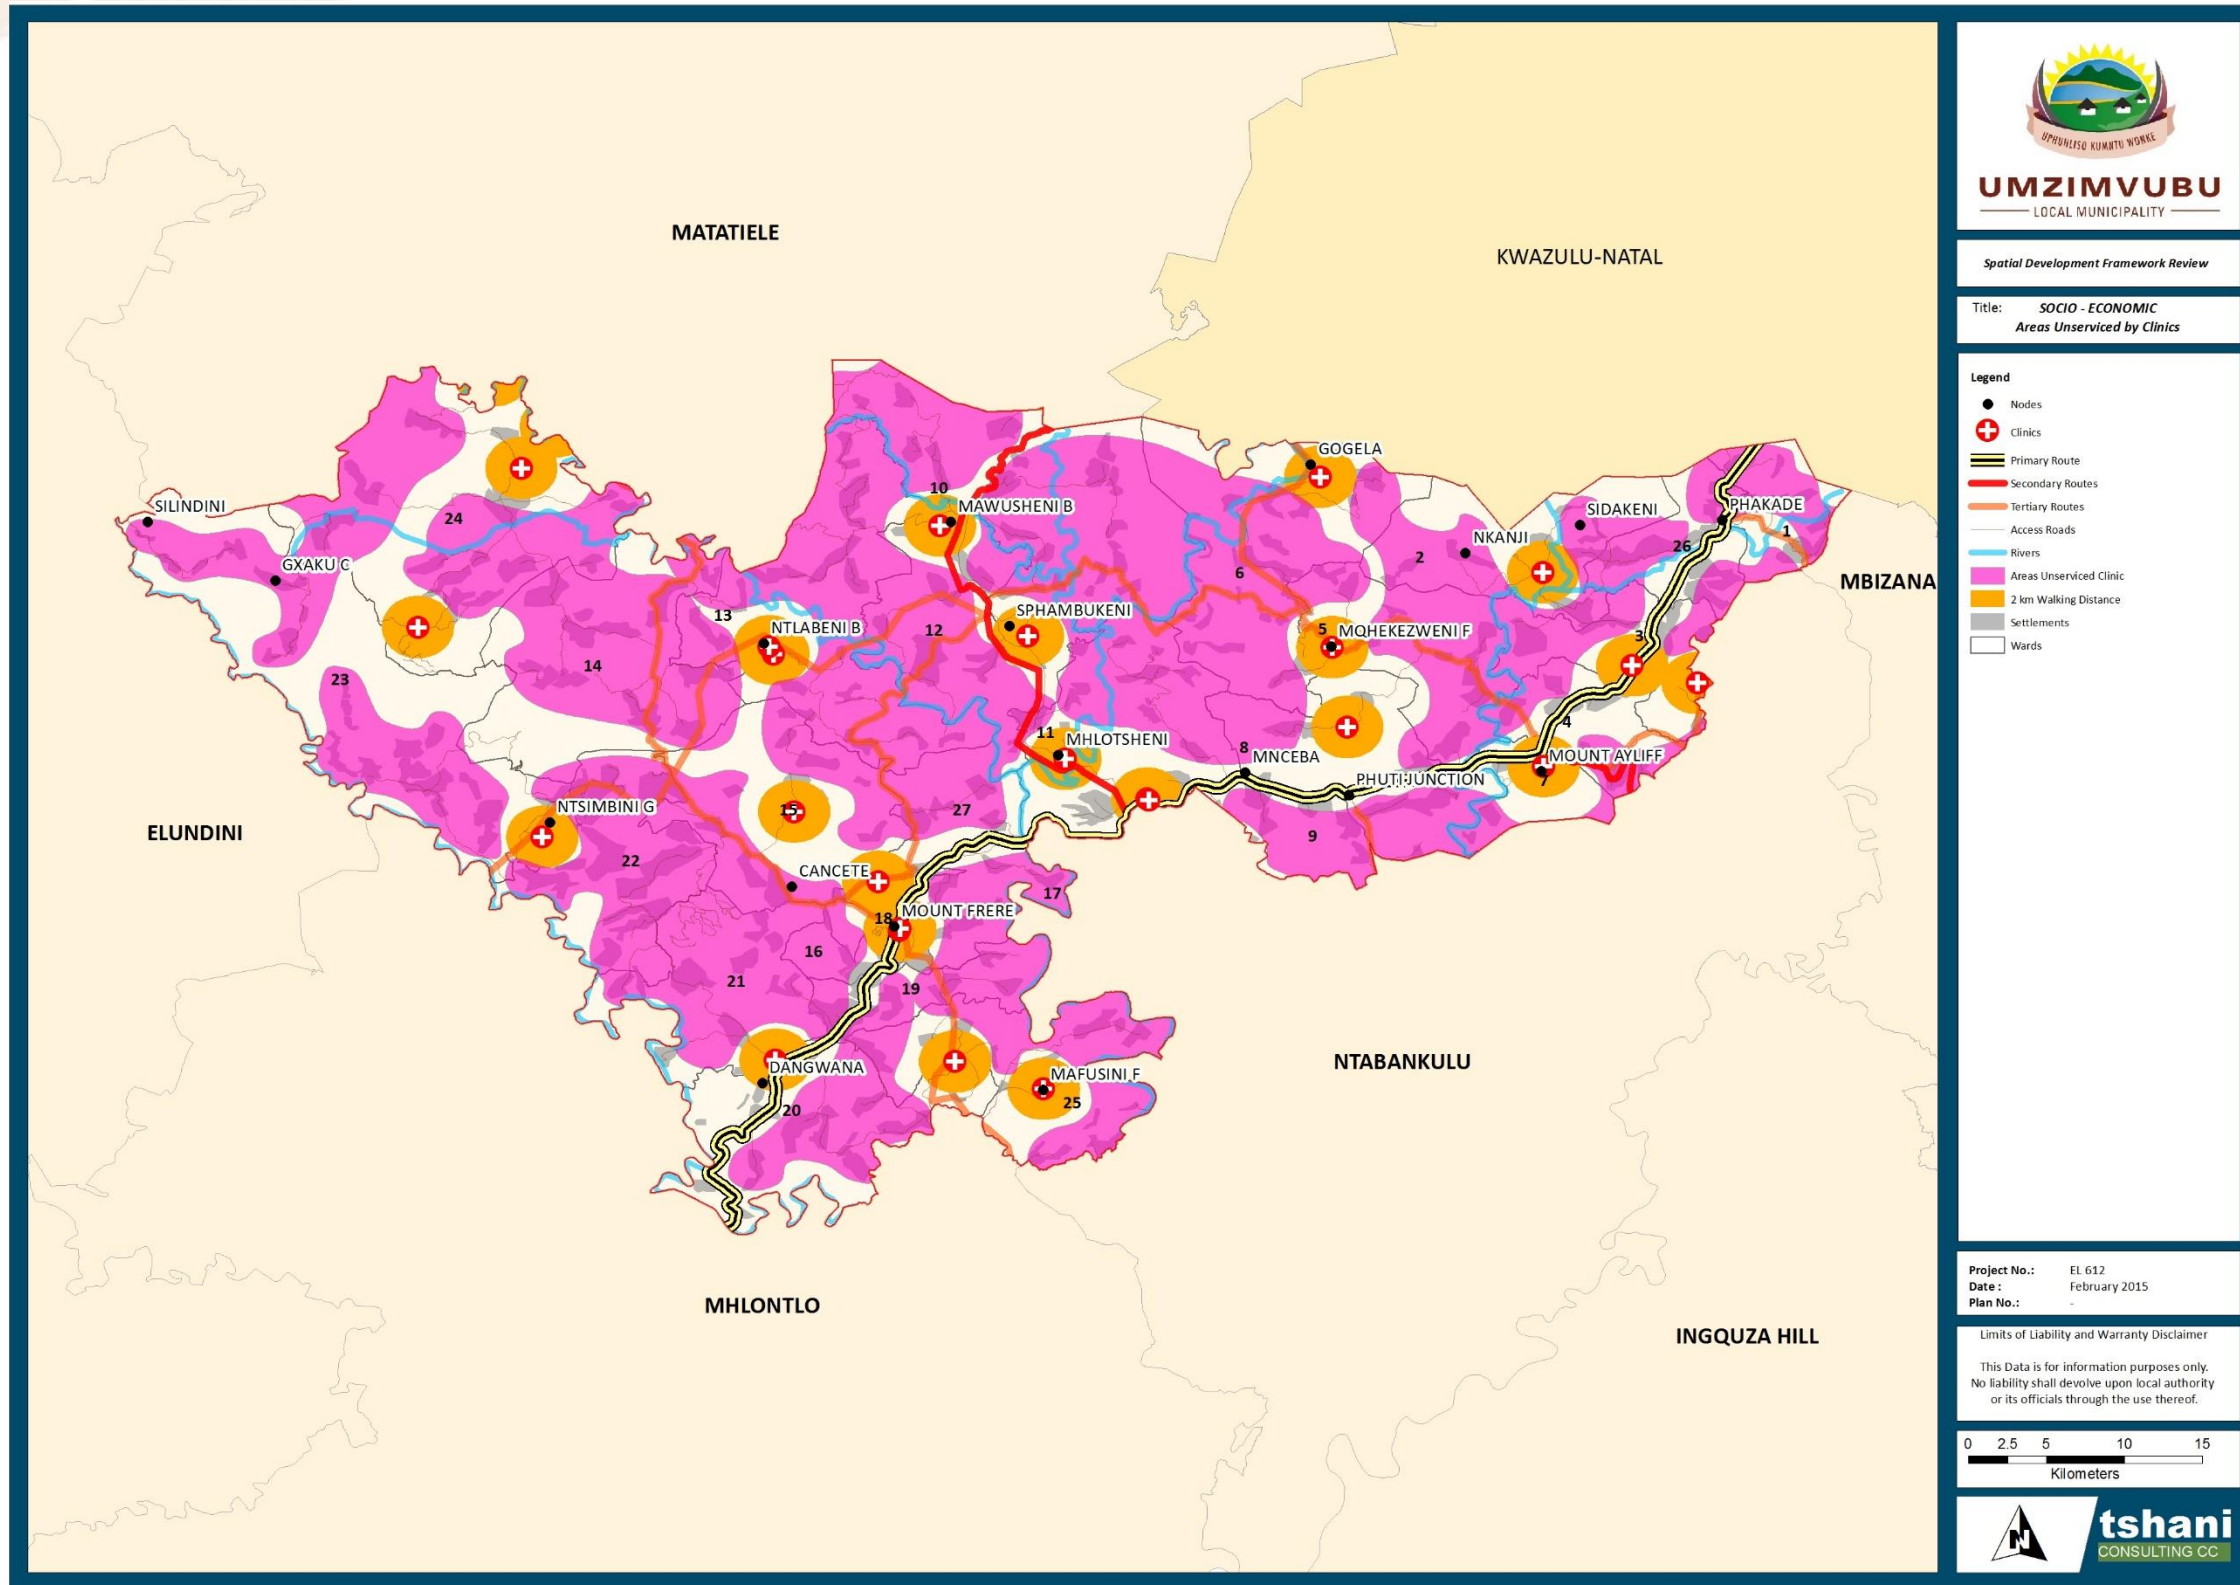 MATATIELE
KWAZULU-NATAL
GOGELA
SILINDINI
24
10
MAWUSHENI B
SIDAKENI
PHAKADE
1
NKANJI
26
2
GXAKU C
6
MBIZANA
SPHAMBUKENI
13
NTLABENI B
12
5
MQHEKEZWENI F
3
14
23
4
11
MHLOTSHENI
8
MNCEBA
MOUNT AYLIFF
PHUTI JUNCTION
7
NTSIMBINI G
15
27
ELUNDINI
9
22
CANCETE
17
18
MOUNT FRERE
16
21
19
DANGWANA
MAFUSINI F
25
20
NTABANKULU
MHLONTLO
INGQUZA HILL
UPHUHLISO KUMNTU WONKE
UMZIMVUBU
LOCAL MUNICIPALITY
Spatial Development Framework Review
Title: SOCIO - ECONOMIC
Areas Unserviced by Clinics
Legend
Nodes
Clinics
Primary Route
Secondary Routes
Tertiary Routes
Access Roads
Rivers
Areas Unserviced Clinic
2 km Walking Distance
Settlements
Wards
Project No.: EL 612
Date : February 2015
Plan No.: -
Limits of Liability and Warranty Disclaimer
This Data is for information purposes only.
No liability shall devolve upon local authority
or its officials through the use thereof.
0 2.5 5 10 15
Kilometers
N
tshani
CONSULTING CC